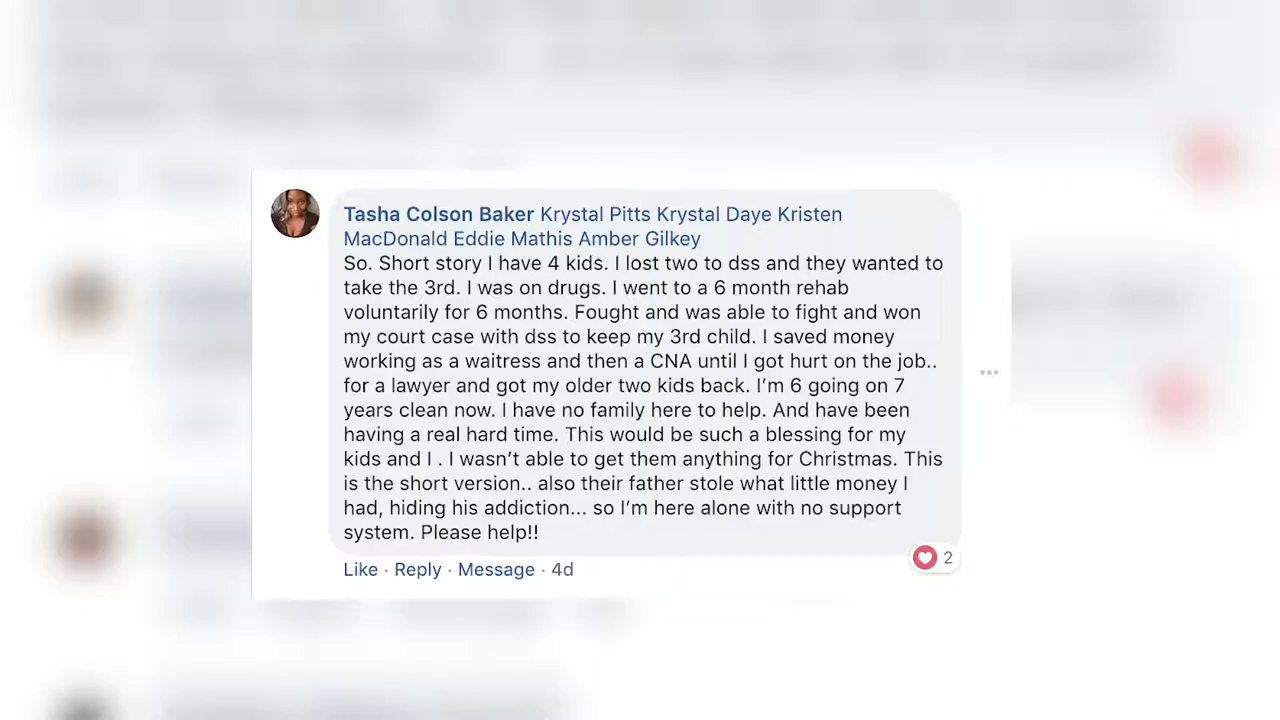 Tasha Colson Baker Krystal Pitts Krystal Daye Kristen
MacDonald Eddie Mathis Amber Gilkey
So. Short story I have 4 kids. I lost two to dss and they wanted to
take the 3rd. I was on drugs. I went to a 6 month rehab
voluntarily for 6 months. Fought and was able to fight and won
my court case with dss to keep my 3rd child. I saved money
working as a waitress and then a CNA until I got hurt on the job..
for a lawyer and got my older two kids back. I’m 6 going on 7
years clean now. I have no family here to help. And have been
having a real hard time. This would be such a blessing for my
kids and I . I wasn’t able to get them anything for Christmas. This
is the short version.. also their father stole what little money I
had, hiding his addiction... so I’m here alone with no support
system. Please help!!
Like · Reply · Message · 4d
2